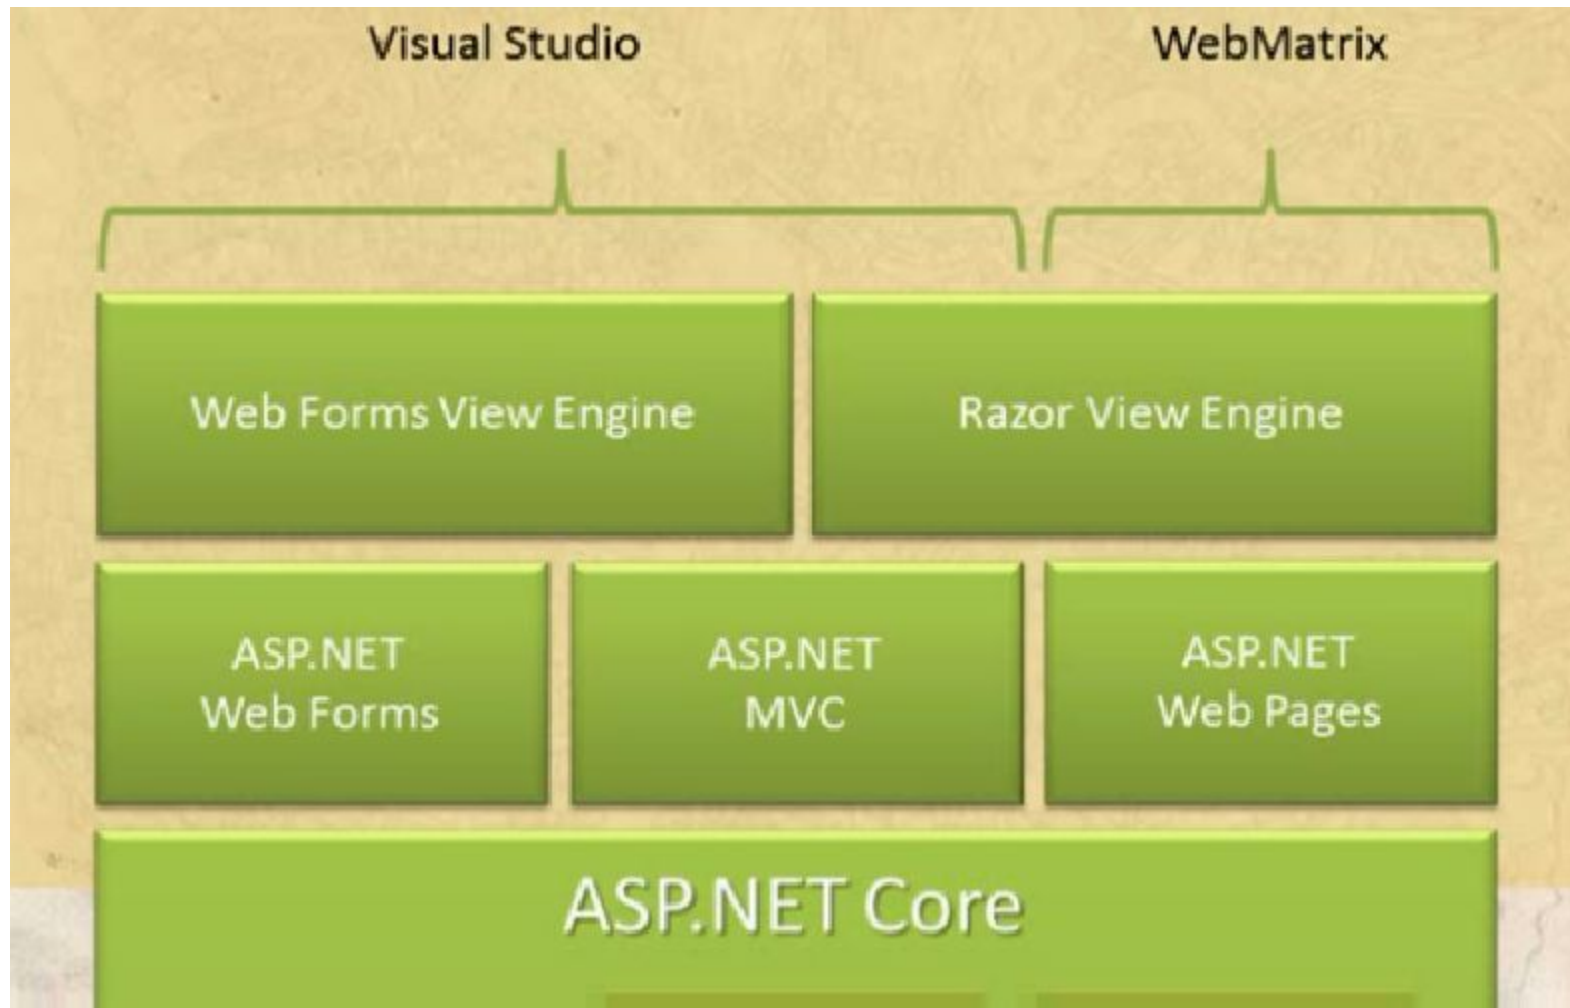 Visual Studio
WebMatrix
Web Forms View Engine
Razor View Engine
ASP.NET
Web Forms
ASP.NET
MVC
ASP.NET
Web Pages
ASP.NET Core